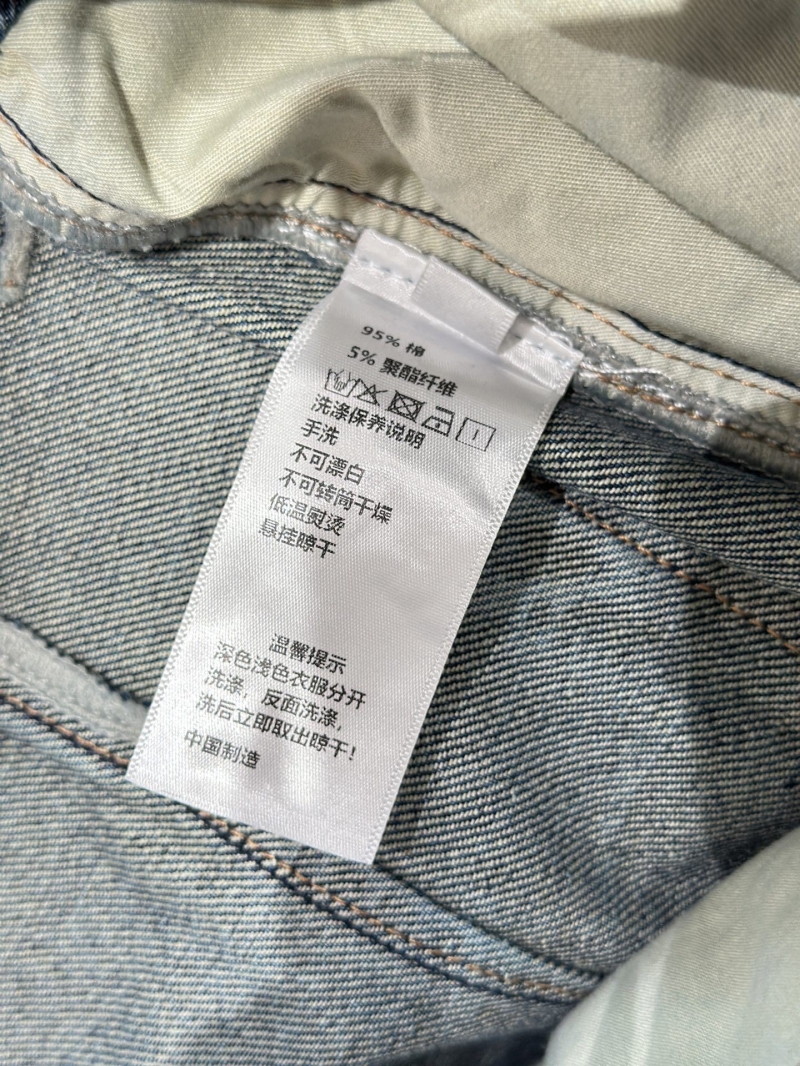 95% 棉
5% 聚酯纤维
洗涤保养说明
手洗
不可漂白
不可转筒干燥
低温熨烫
悬挂晾干
温馨提示
深色浅色衣服分开
洗涤，反面洗涤，
洗后立即取出晾干！
中国制造